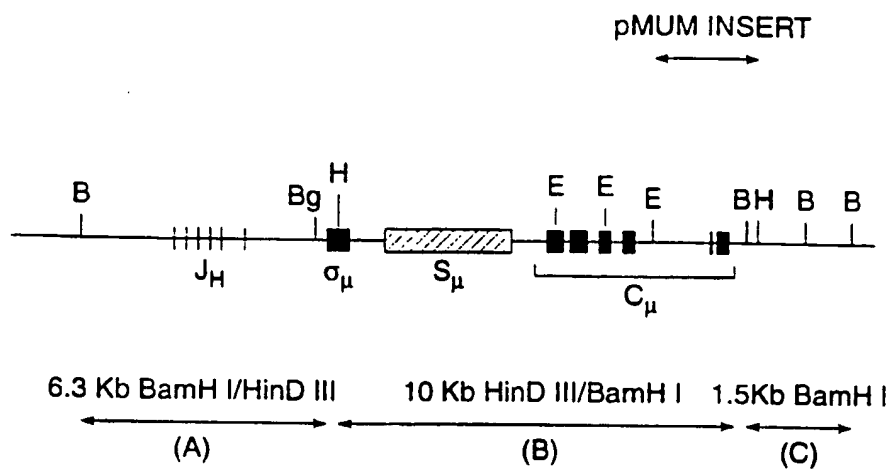 pMUM INSERT
B Bg H E E E B H B B
J_H σ_μ S_μ C_μ
6.3 Kb BamH I/HinD III 10 Kb HinD III/BamH I 1.5Kb BamH I
(A) (B) (C)